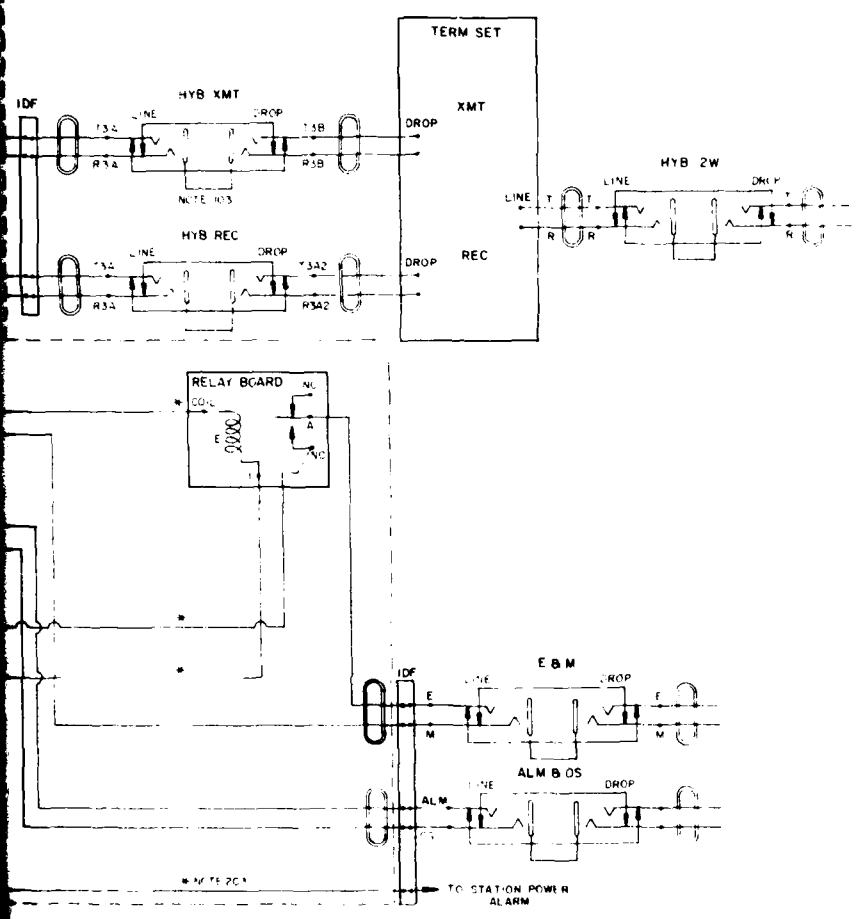 TERM SET
HYB XMT
IDF
LINE
DROP
XMT
T3A
T3B
DROP
R3A
R3B
HYB 2W
NOTE 103
LINE
DROP
LINE
T
T
T
HYB REC
R
R
R
LINE
DROP
DROP
REC
T3A
T3A2
R3A
R3A2
RELAY BOARD
NC
* COIL
A
E
NO
*
*
E & M
IDF
LINE
DROP
E
E
M
M
ALM & OS
LINE
DROP
ALM
* NOTE
TO STATION POWER
ALARM